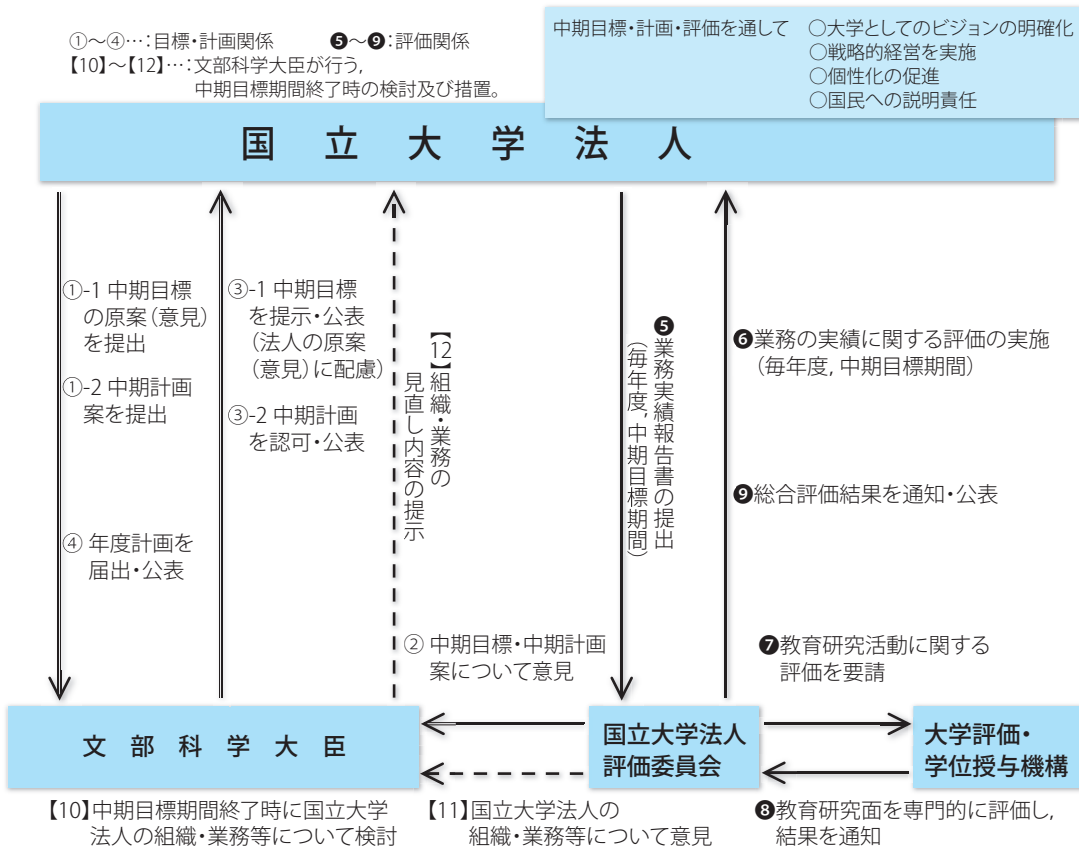 ①～④…：目標・計画関係　　❺～❾：評価関係
【10】～【12】…：文部科学大臣が行う，
中期目標期間終了時の検討及び措置。
中期目標・計画・評価を通して　○大学としてのビジョンの明確化
○戦略的経営を実施
○個性化の促進
○国民への説明責任
国立大学法人
①-1 中期目標
の原案（意見）
を提出
①-2 中期計画
案を提出
④ 年度計画を
届出・公表
③-1 中期目標
を提示・公表
（法人の原案
（意見）に配慮）
③-2 中期計画
を認可・公表
【12】組織・業務の
見直し内容の提示
❺業務実績報告書の提出
（毎年度，中期目標期間）
❻業務の実績に関する評価の実施
（毎年度，中期目標期間）
❾総合評価結果を通知・公表
② 中期目標・中期計画
案について意見
❼教育研究活動に関する
評価を要請
文部科学大臣
国立大学法人
評価委員会
大学評価・
学位授与機構
【10】中期目標期間終了時に国立大学
法人の組織・業務等について検討
【11】国立大学法人の
組織・業務等について意見
❽教育研究面を専門的に評価し，
結果を通知